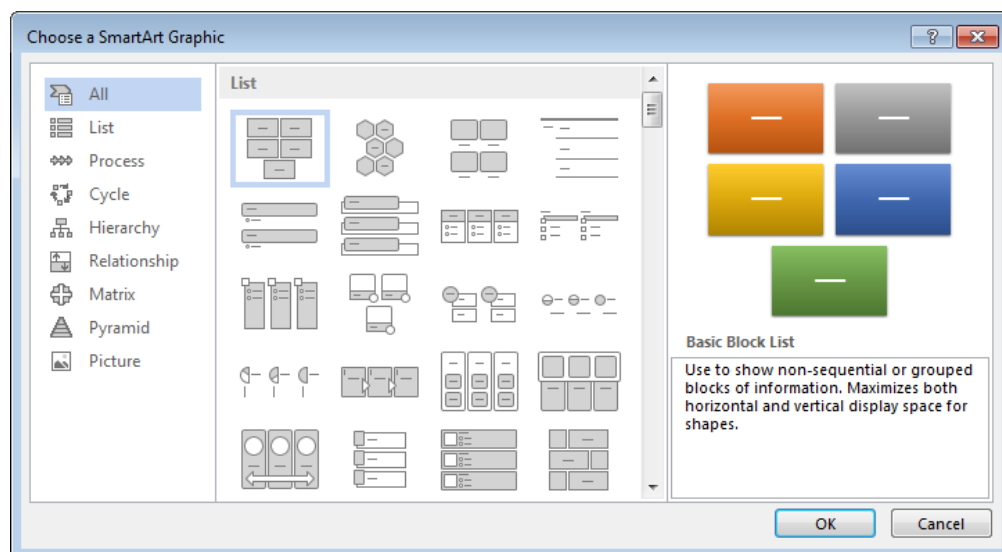 Choose a SmartArt Graphic
All
List
Process
Cycle
Hierarchy
Relationship
Matrix
Pyramid
Picture
List
Basic Block List
Use to show non-sequential or grouped
blocks of information. Maximizes both
horizontal and vertical display space for
shapes.
OK
Cancel